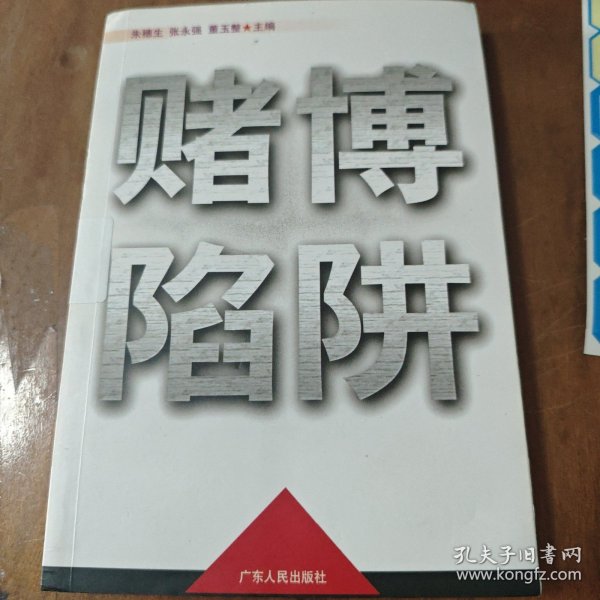 朱穗生 张永强 董玉整★主编
赌博
陷阱
广东人民出版社
孔夫子旧书网
www.kongfz.com